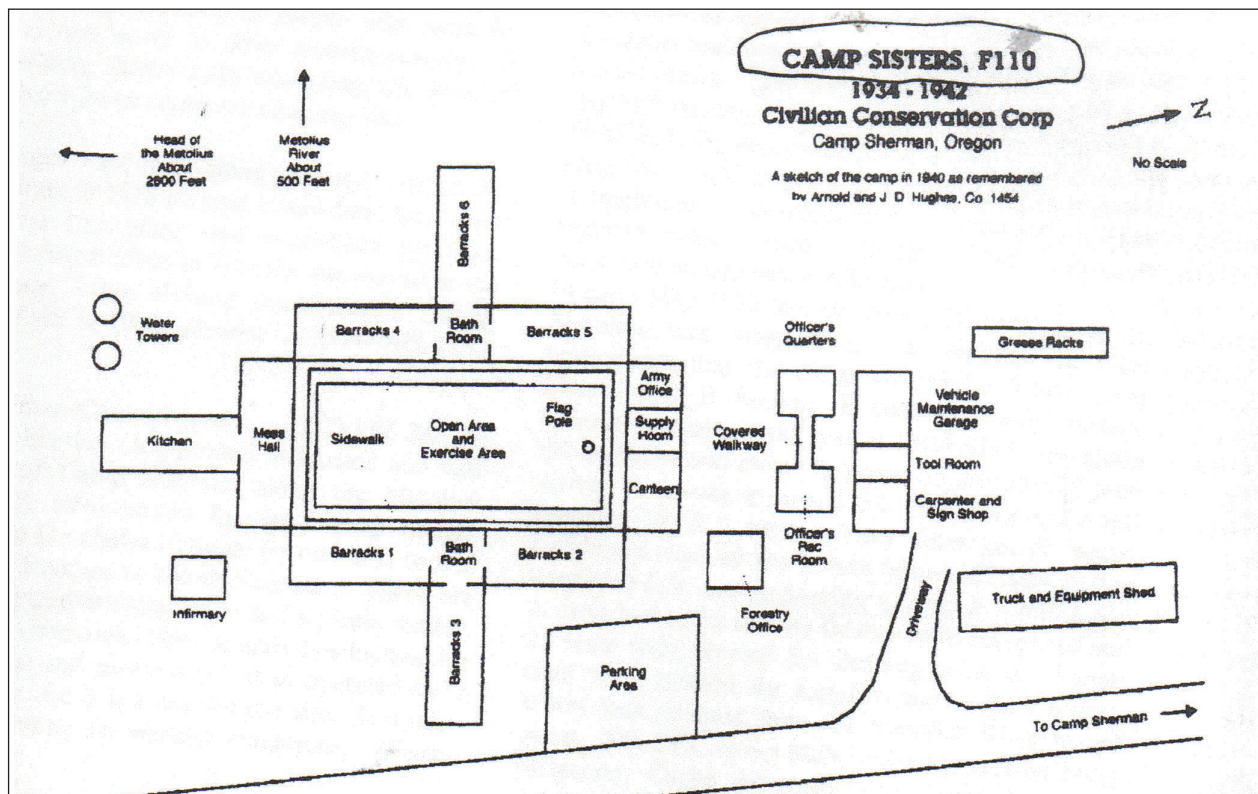 CAMP SISTERS, F110
1934 - 1942
Civilian Conservation Corp
Camp Sherman, Oregon
A sketch of the camp in 1940 as remembered
by Arnold and J. D. Hughes, Co. 1454
N
No Scale
Head of
the Metolius
About
2600 Feet
Metolius
River
About
500 Feet
Barracks 6
Water
Towers
Barracks 4
Bath
Room
Barracks 5
Officer's
Quarters
Grease Racks
Army
Office
Kitchen
Mess
Hall
Sidewalk
Open Area
and
Exercise Area
Flag
Pole
Supply
Room
Covered
Walkway
Vehicle
Maintenance
Garage
Tool Room
Canteen
Carpenter and
Sign Shop
Barracks 1
Bath
Room
Barracks 2
Officer's
Rec
Room
Infirmary
Barracks 3
Forestry
Office
Driveway
Truck and Equipment Shed
Parking
Area
To Camp Sherman